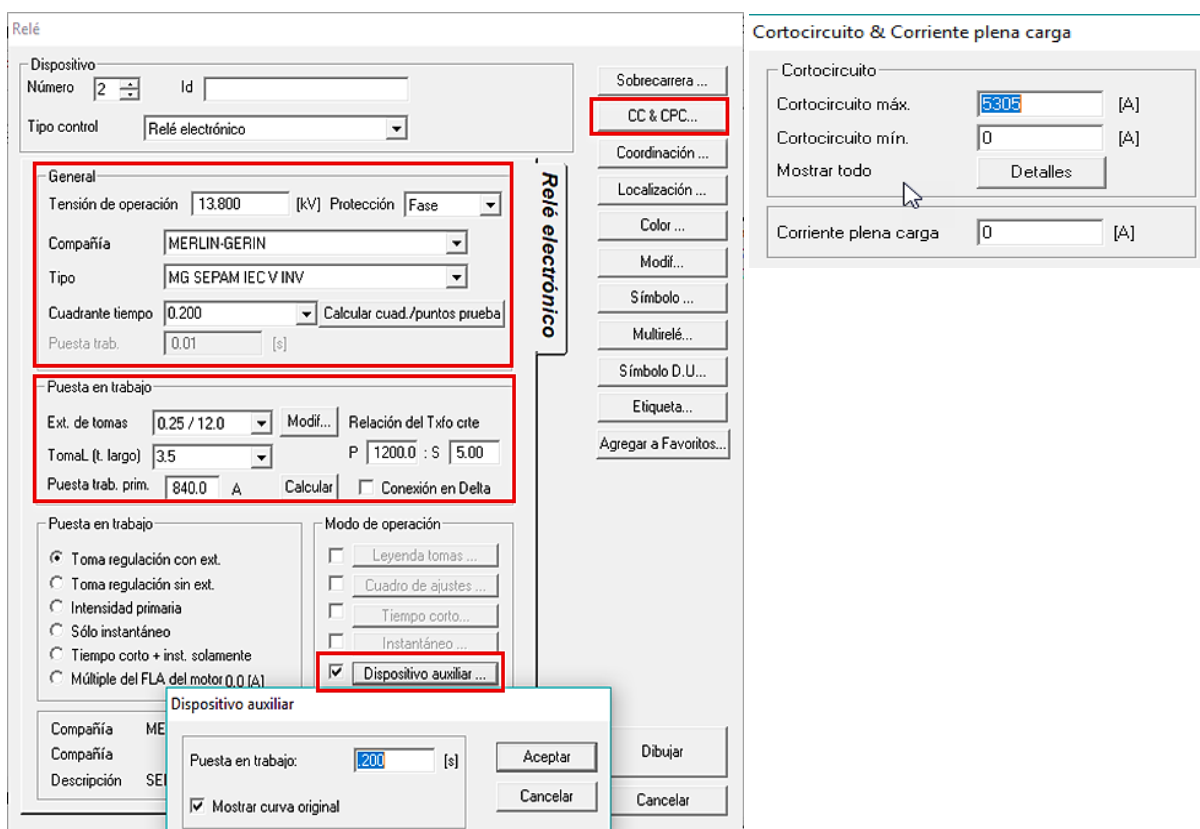 Relé
Dispositivo
Número 2 Id
Tipo control Relé electrónico
General
Tensión de operación 13.800 [kV] Protección Fase
Compañía MERLIN-GERIN
Tipo MG SEPAM IEC V INV
Cuadrante tiempo 0.200 Calcular cuad./puntos prueba
Puesta trab. 0.01 [s]
Puesta en trabajo
Ext. de tomas 0.25 / 12.0 Modif... Relación del Txfo crte
TomaL (t. largo) 3.5 P 1200.0 : S 5.00
Puesta trab. prim. 840.0 A Calcular Conexión en Delta
Puesta en trabajo
Toma regulación con ext.
Toma regulación sin ext.
Intensidad primaria
Sólo instantáneo
Tiempo corto + inst. solamente
Múltiple del FLA del motor 0.0 [A]
Modo de operación
Leyenda tomas ...
Cuadro de ajustes ...
Tiempo corto...
Instantáneo ...
Dispositivo auxiliar ...
Compañía ME
Compañía
Descripción SE
Dispositivo auxiliar
Puesta en trabajo: .200 [s]
Mostrar curva original
Aceptar
Cancelar
Relé electrónico
Sobrecarrera ...
CC & CPC...
Coordinación ...
Localización ...
Color ...
Modif...
Símbolo ...
Multirelé...
Símbolo D.U...
Etiqueta...
Agregar a Favoritos...
Dibujar
Cancelar
Cortocircuito & Corriente plena carga
Cortocircuito
Cortocircuito máx. 5305 [A]
Cortocircuito mín. 0 [A]
Mostrar todo Detalles
Corriente plena carga 0 [A]